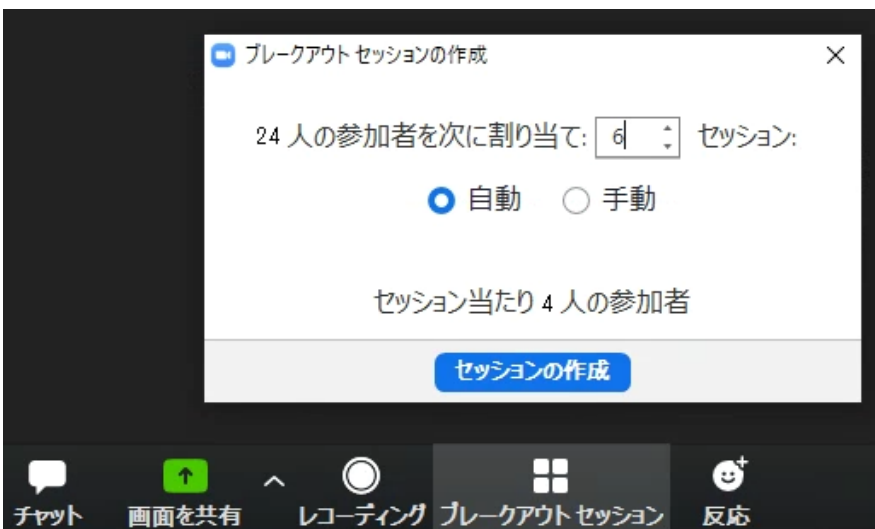 ブレークアウト セッションの作成
24 人の参加者を次に割り当て: 6 セッション:
自動 手動
セッション当たり 4 人の参加者
セッションの作成
チャット 画面を共有 レコーディング ブレークアウト セッション 反応